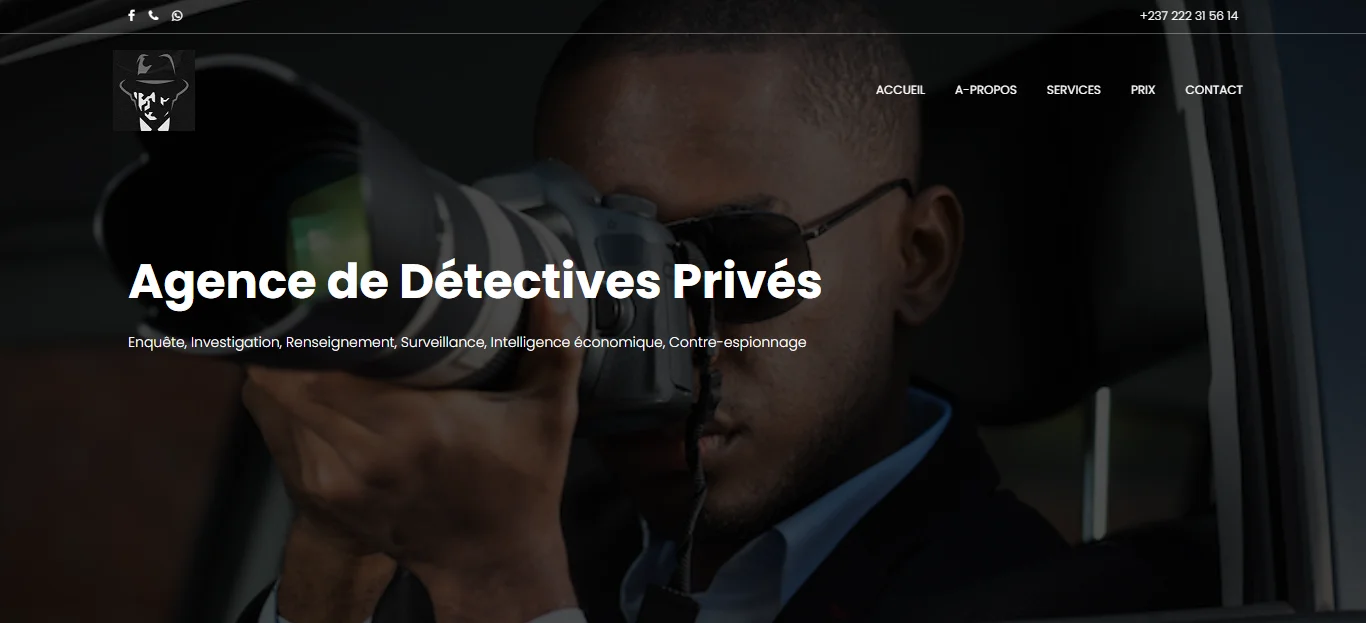 +237 222 31 56 14
ACCUEIL A-PROPOS SERVICES PRIX CONTACT
Agence de Détectives Privés
Enquête, Investigation, Renseignement, Surveillance, Intelligence économique, Contre-espionnage